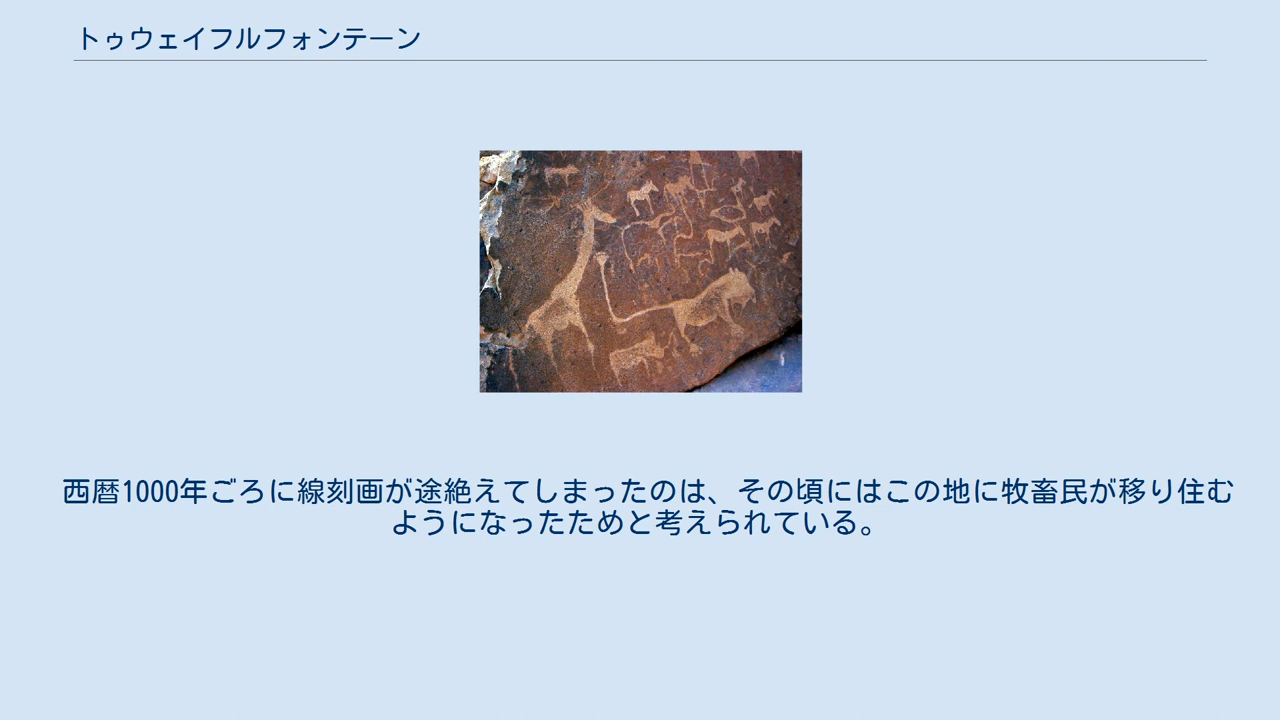 トゥウェイフルフォンテーン
西暦1000年ごろに線刻画が途絶えてしまったのは、その頃にはこの地に牧畜民が移り住む
ようになったためと考えられている。